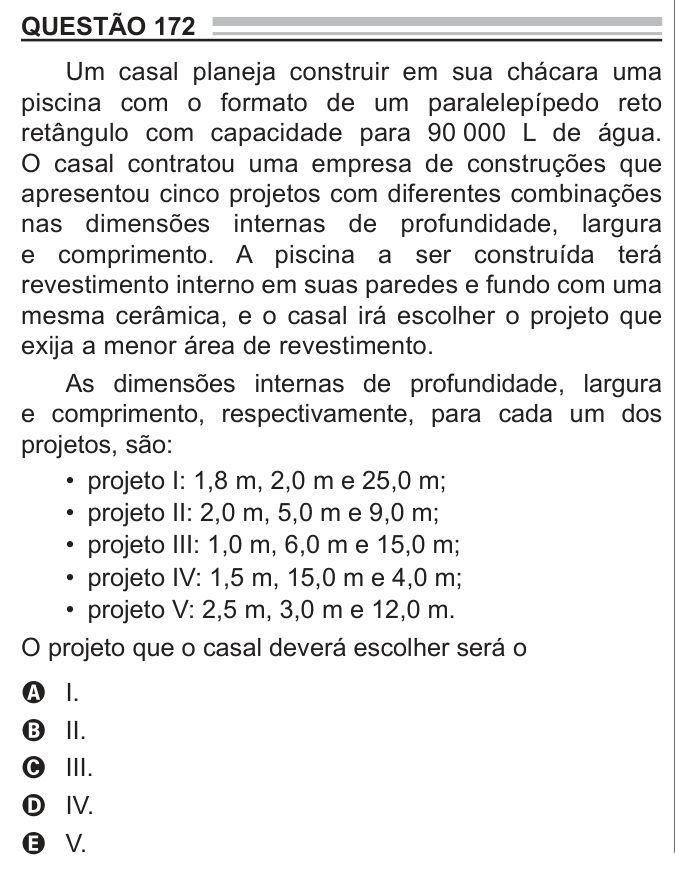 QUESTÃO 172
Um casal planeja construir em sua chácara uma
piscina com o formato de um paralelepípedo reto
retângulo com capacidade para 90 000 L de água.
O casal contratou uma empresa de construções que
apresentou cinco projetos com diferentes combinações
nas dimensões internas de profundidade, largura
e comprimento. A piscina a ser construída terá
revestimento interno em suas paredes e fundo com uma
mesma cerâmica, e o casal irá escolher o projeto que
exija a menor área de revestimento.
As dimensões internas de profundidade, largura
e comprimento, respectivamente, para cada um dos
projetos, são:
• projeto I: 1,8 m, 2,0 m e 25,0 m;
• projeto II: 2,0 m, 5,0 m e 9,0 m;
• projeto III: 1,0 m, 6,0 m e 15,0 m;
• projeto IV: 1,5 m, 15,0 m e 4,0 m;
• projeto V: 2,5 m, 3,0 m e 12,0 m.
O projeto que o casal deverá escolher será o
A I.
B II.
C III.
D IV.
E V.